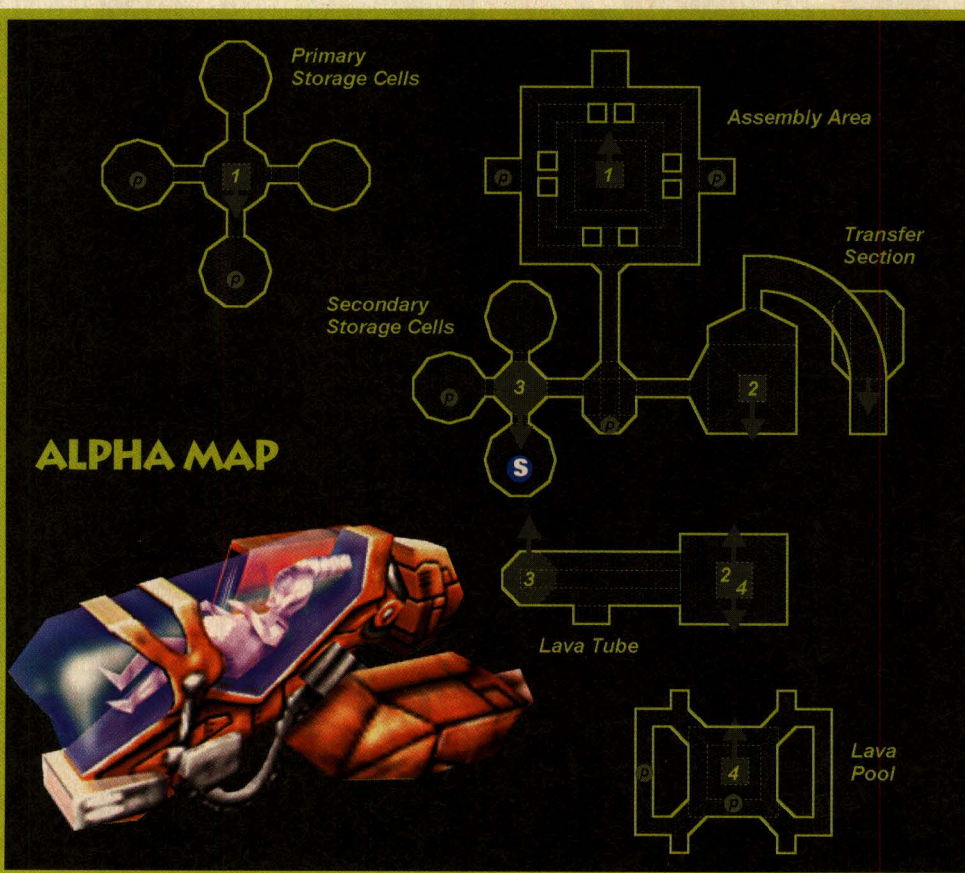 Primary
Storage Cells
p
1
p
Assembly Area
p
1
p
Transfer
Section
Secondary
Storage Cells
p
3
2
p
S
ALPHA MAP
3
2
4
Lava Tube
p
4
p
Lava
Pool